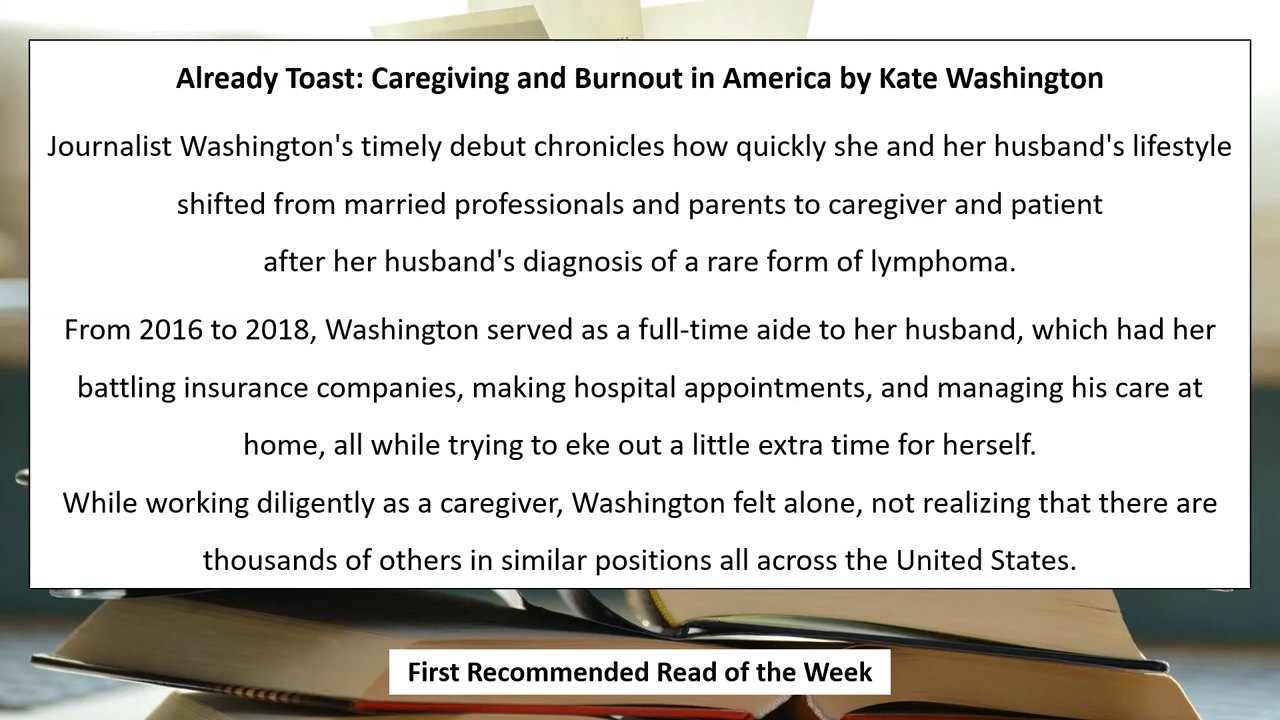 Already Toast: Caregiving and Burnout in America by Kate Washington
Journalist Washington's timely debut chronicles how quickly she and her husband's lifestyle
shifted from married professionals and parents to caregiver and patient
after her husband's diagnosis of a rare form of lymphoma.
From 2016 to 2018, Washington served as a full-time aide to her husband, which had her
battling insurance companies, making hospital appointments, and managing his care at
home, all while trying to eke out a little extra time for herself.
While working diligently as a caregiver, Washington felt alone, not realizing that there are
thousands of others in similar positions all across the United States.
First Recommended Read of the Week